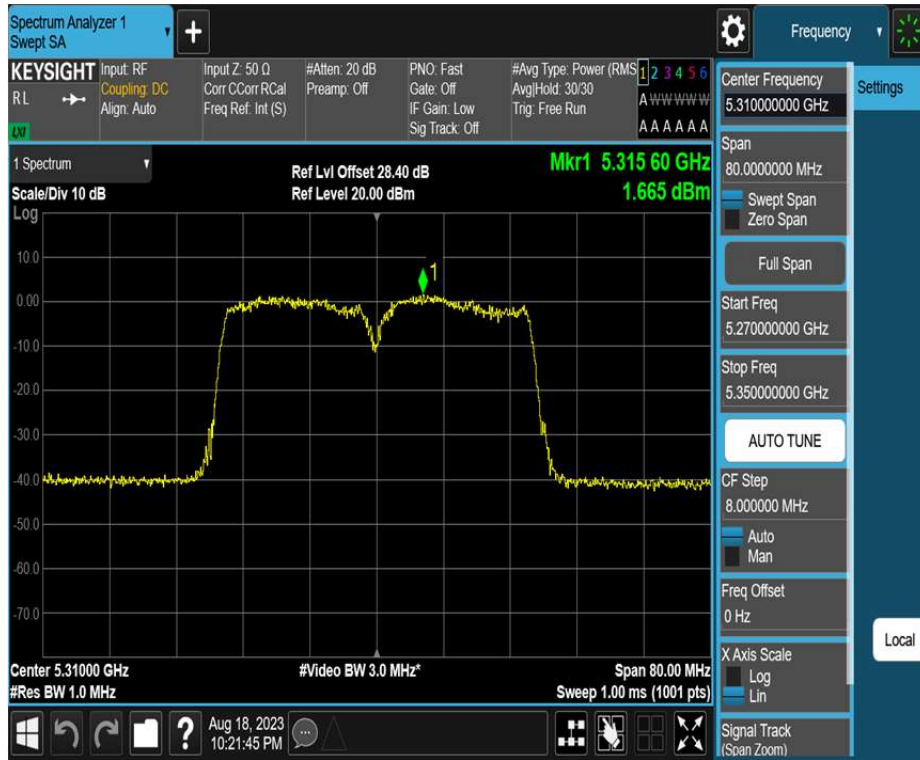 Spectrum Analyzer 1
Swept SA
+
Frequency
KEYSIGHT
R L
LXI
Input: RF
Coupling: DC
Align: Auto
Input Z: 50 Ω
Corr CCorr RCal
Freq Ref: Int (S)
#Atten: 20 dB
Preamp: Off
PNO: Fast
Gate: Off
IF Gain: Low
Sig Track: Off
#Avg Type: Power (RMS
Avg|Hold: 30/30
Trig: Free Run
1 2 3 4 5 6
A W W W W W
A A A A A A
1 Spectrum
Scale/Div 10 dB
Log
Ref Lvl Offset 28.40 dB
Ref Level 20.00 dBm
Mkr1 5.315 60 GHz
1.665 dBm
10.0
0.00
-10.0
-20.0
-30.0
-40.0
-50.0
-60.0
-70.0
1
Center 5.31000 GHz
#Res BW 1.0 MHz
#Video BW 3.0 MHz*
Span 80.00 MHz
Sweep 1.00 ms (1001 pts)
?
Aug 18, 2023
10:21:45 PM
Center Frequency
5.310000000 GHz
Span
80.0000000 MHz
Swept Span
Zero Span
Full Span
Start Freq
5.270000000 GHz
Stop Freq
5.350000000 GHz
AUTO TUNE
CF Step
8.000000 MHz
Auto
Man
Freq Offset
0 Hz
X Axis Scale
Log
Lin
Signal Track
(Span Zoom)
Settings
Local